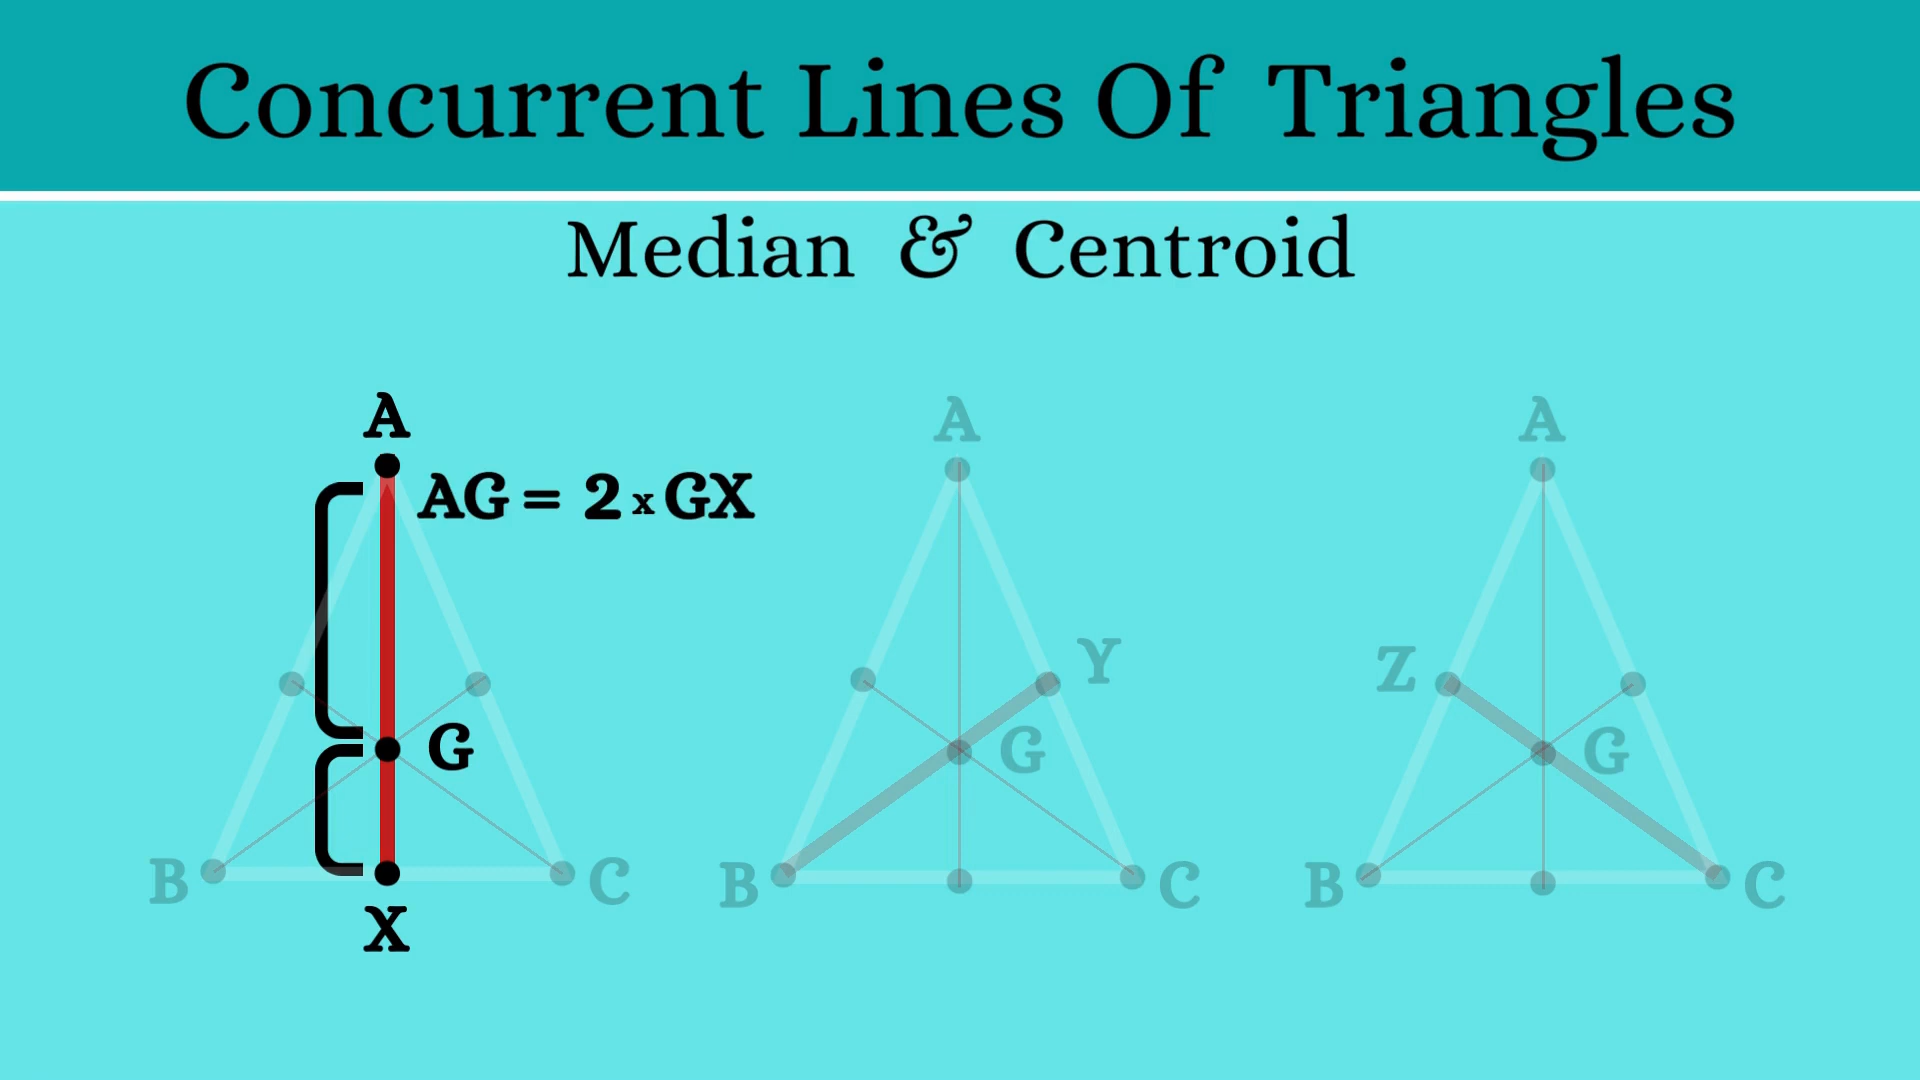 Concurrent Lines Of Triangles
Median & Centroid
A
AG = 2 x GX
G
B
C
X
A
Y
G
B
C
A
Z
G
B
C